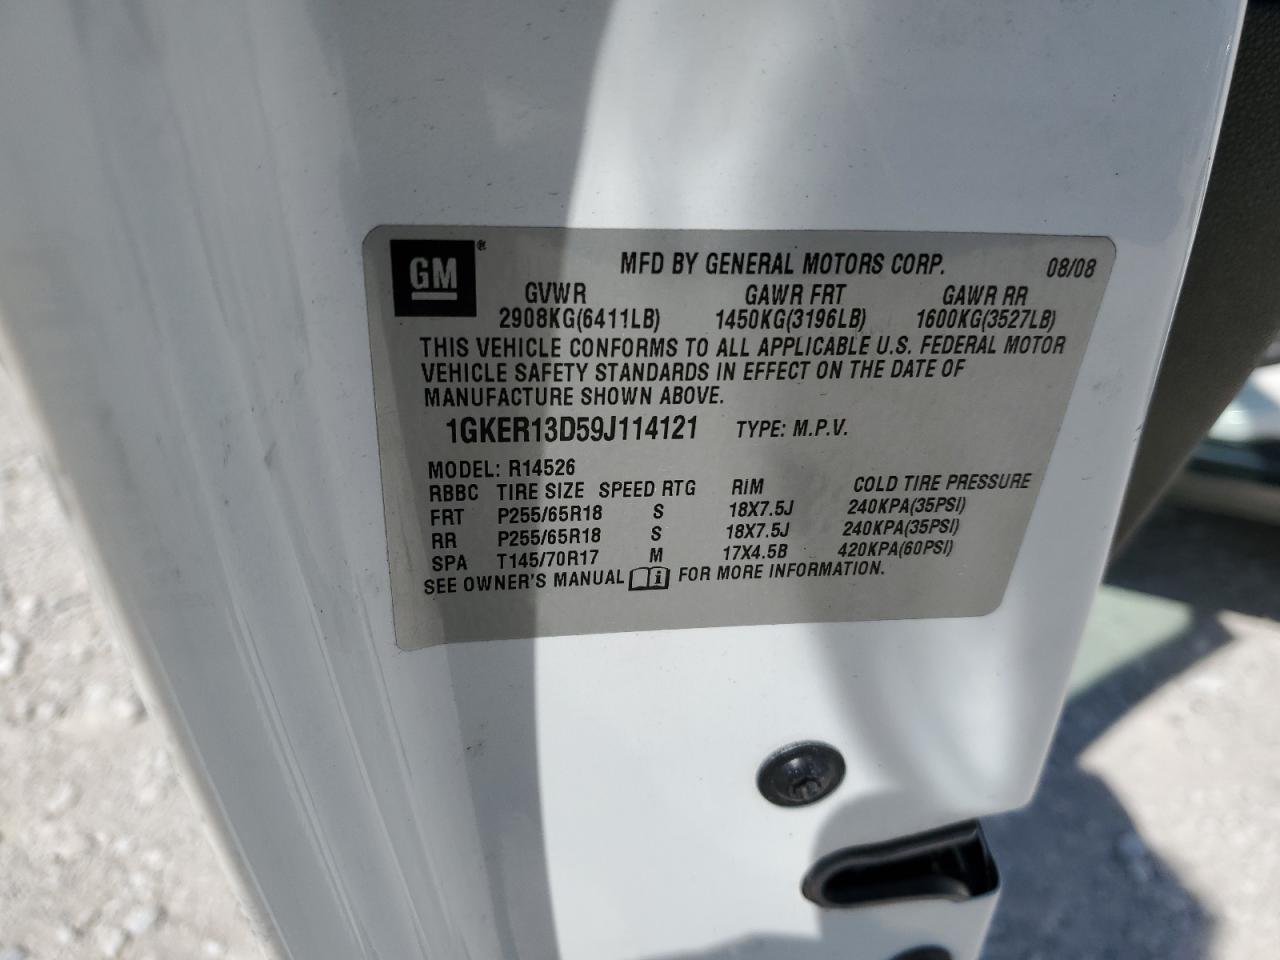 GM ® MFD BY GENERAL MOTORS CORP. 08/08
GVWR GAWR FRT GAWR RR
2908KG(6411LB) 1450KG(3196LB) 1600KG(3527LB)
THIS VEHICLE CONFORMS TO ALL APPLICABLE U.S. FEDERAL MOTOR
VEHICLE SAFETY STANDARDS IN EFFECT ON THE DATE OF
MANUFACTURE SHOWN ABOVE.
1GKER13D59J114121 TYPE: M.P.V.
MODEL: R14526
RBBC TIRE SIZE SPEED RTG RIM COLD TIRE PRESSURE
FRT P255/65R18 S 18X7.5J 240KPA(35PSI)
RR P255/65R18 S 18X7.5J 240KPA(35PSI)
SPA T145/70R17 M 17X4.5B 420KPA(60PSI)
SEE OWNER'S MANUAL i FOR MORE INFORMATION.